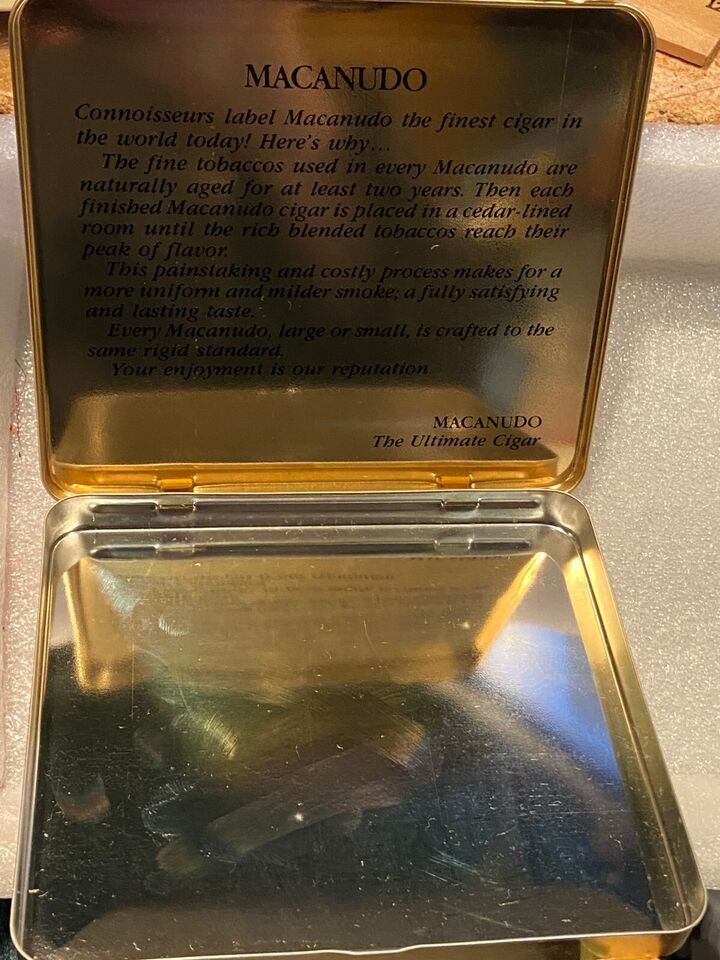 MACANUDO
Connoisseurs label Macanudo the finest cigar in
the world today! Here's why...
The fine tobaccos used in every Macanudo are
naturally aged for at least two years. Then each
finished Macanudo cigar is placed in a cedar-lined
room until the rich blended tobaccos reach their
peak of flavor.
This painstaking and costly process makes for a
more uniform and milder smoke; a fully satisfying
and lasting taste.
Every Macanudo, large or small, is crafted to the
same rigid standard.
Your enjoyment is our reputation
MACANUDO
The Ultimate Cigar